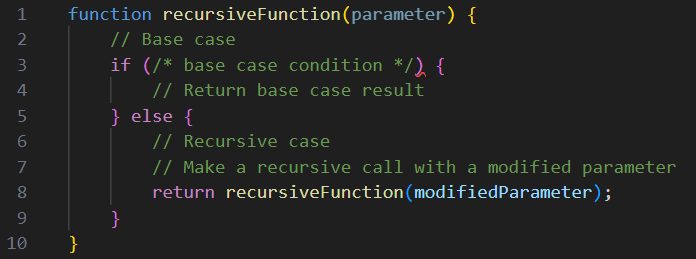 1 function recursiveFunction(parameter) {
2     // Base case
3     if (/* base case condition */) {
4         // Return base case result
5     } else {
6         // Recursive case
7         // Make a recursive call with a modified parameter
8         return recursiveFunction(modifiedParameter);
9     }
10 }